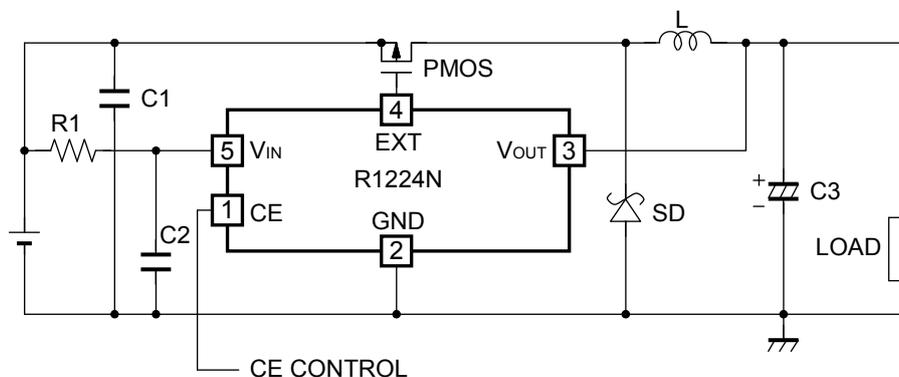 L
PMOS
C1
4
R1
EXT
5 VIN
VOUT 3
R1224N
+
−
C3
1 CE
SD
GND
C2
2
LOAD
CE CONTROL